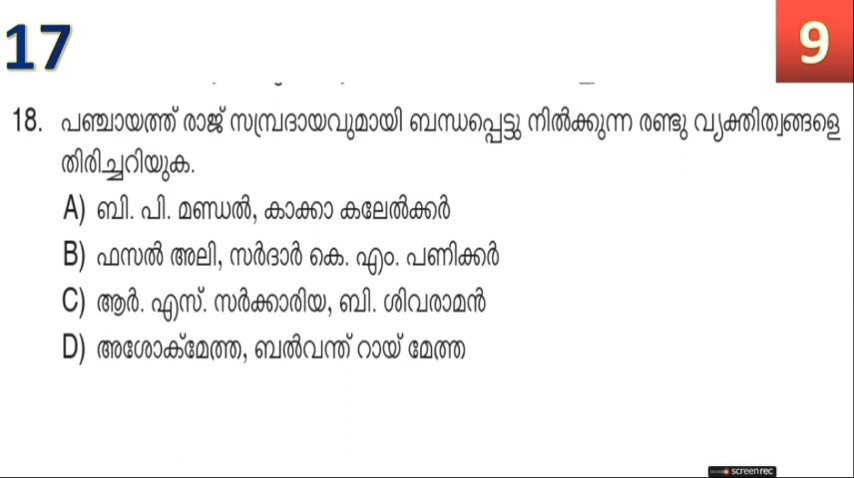 17
9
18. പഞ്ചായത്ത് രാജ് സമ്പ്രദായവുമായി ബന്ധപ്പെട്ടു നിൽക്കുന്ന രണ്ടു വ്യക്തിത്വങ്ങളെ
തിരിച്ചറിയുക.
A) ബി. പി. മണ്ഡൽ, കാക്കാ കലേൽക്കർ
B) ഫസൽ അലി, സർദാർ കെ. എം. പണിക്കർ
C) ആർ. എസ്. സർക്കാരിയ, ബി. ശിവരാമൻ
D) അശോക്മേത്ത, ബൽവന്ത് റായ് മേത്ത
screenrec